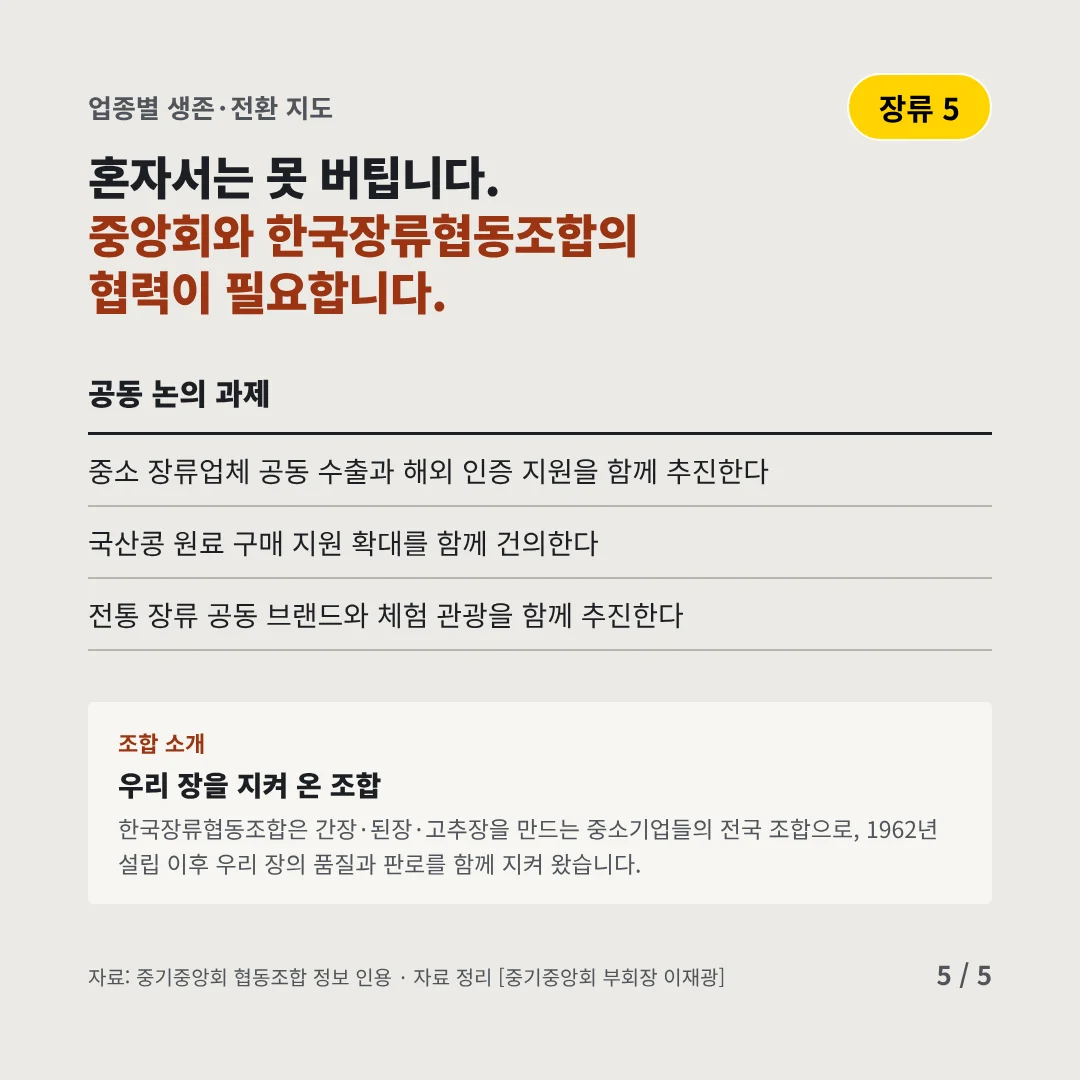 업종별 생존·전환 지도
장류 5
혼자서는 못 버팁니다.
중앙회와 한국장류협동조합의
협력이 필요합니다.
공동 논의 과제
중소 장류업체 공동 수출과 해외 인증 지원을 함께 추진한다
국산콩 원료 구매 지원 확대를 함께 건의한다
전통 장류 공동 브랜드와 체험 관광을 함께 추진한다
조합 소개
우리 장을 지켜 온 조합
한국장류협동조합은 간장·된장·고추장을 만드는 중소기업들의 전국 조합으로, 1962년
설립 이후 우리 장의 품질과 판로를 함께 지켜 왔습니다.
자료: 중기중앙회 협동조합 정보 인용 · 자료 정리 [중기중앙회 부회장 이재광]
5 / 5